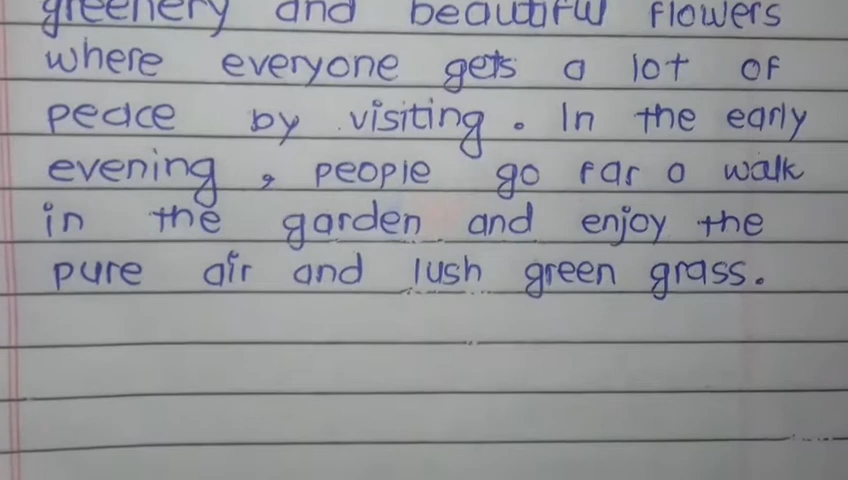 greenery and beautiful flowers
where everyone gets a lot of
peace by visiting. In the early
evening, people go far a walk
in the garden and enjoy the
pure air and lush green grass.